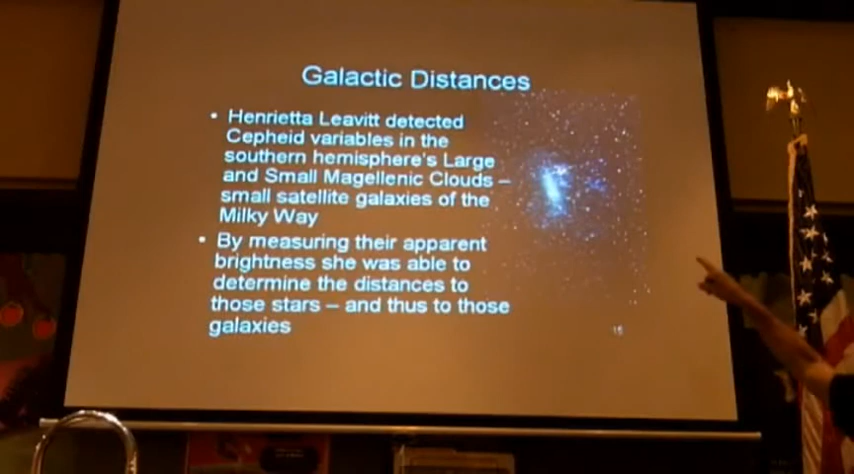 Galactic Distances
• Henrietta Leavitt detected
Cepheid variables in the
southern hemisphere's Large
and Small Magellenic Clouds –
small satellite galaxies of the
Milky Way
• By measuring their apparent
brightness she was able to
determine the distances to
those stars – and thus to those
galaxies